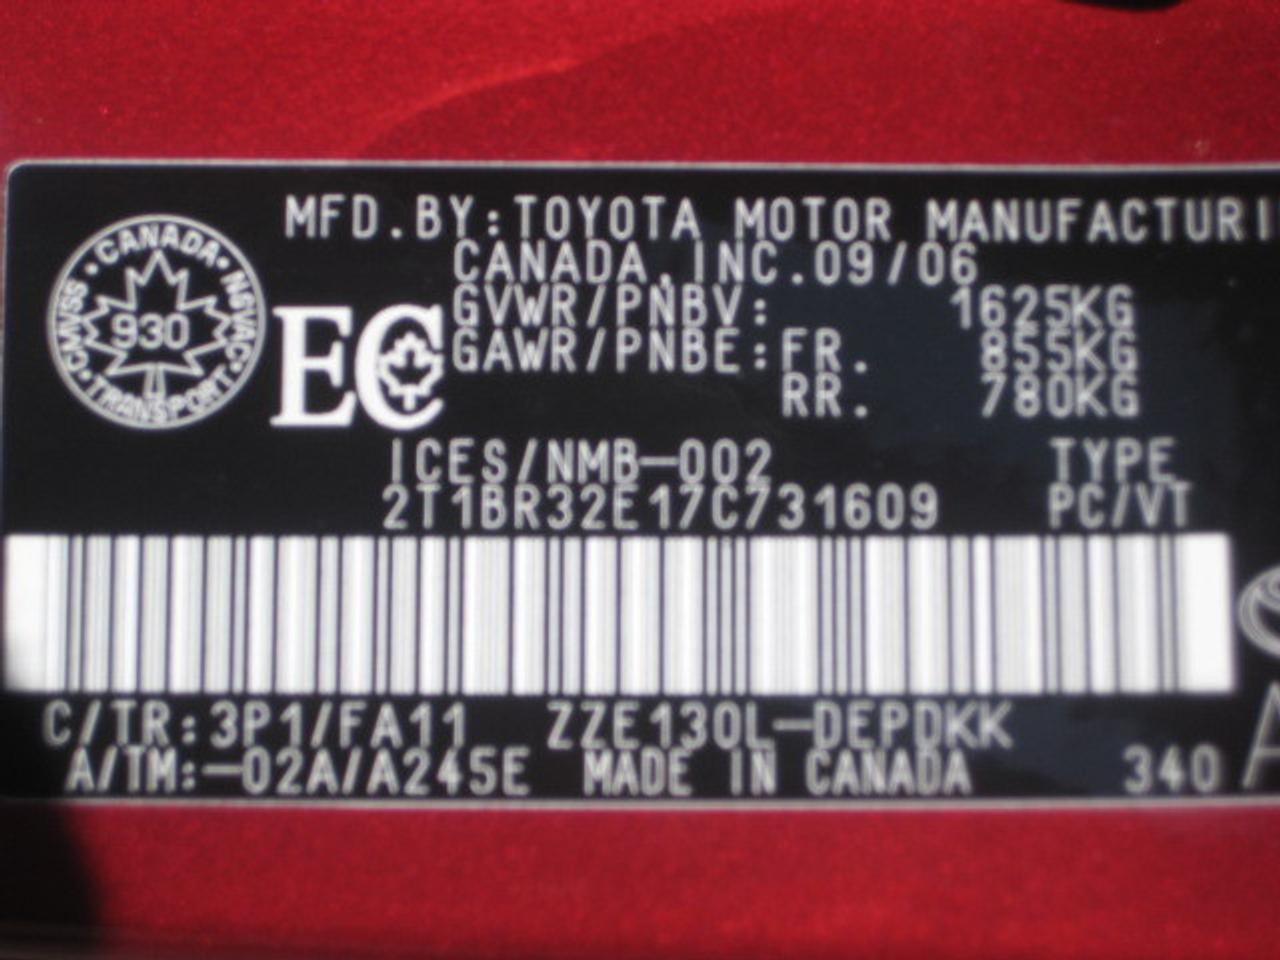 MFD.BY:TOYOTA MOTOR MANUFACTURI
CANADA,INC.09/06
GVWR/PNBV: 1625KG
GAWR/PNBE:FR. 855KG
RR. 780KG
CANADA • NSVAC • TRANSPORT • CMVSS •
930
EC
ICES/NMB-002 TYPE
2T1BR32E17C731609 PC/VT
C/TR:3P1/FA11 ZZE130L-DEPDKK
A/TM:-02A/A245E MADE IN CANADA 340 A